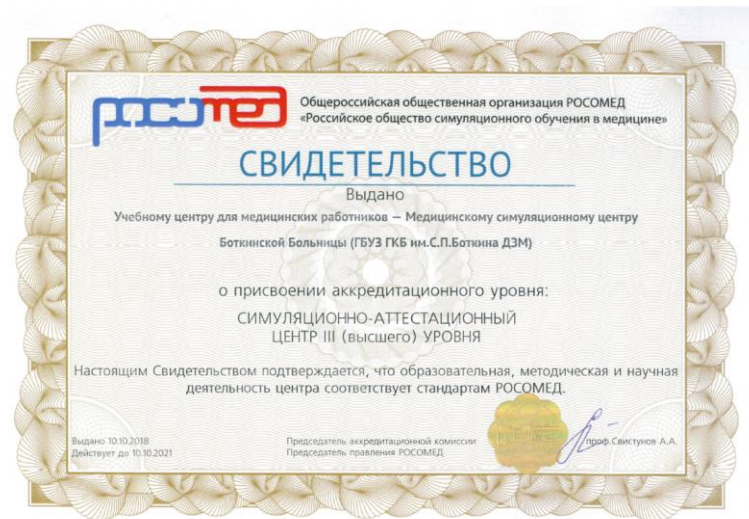 росомед
Общероссийская общественная организация РОСОМЕД
«Российское общество симуляционного обучения в медицине»
СВИДЕТЕЛЬСТВО
Выдано
Учебному центру для медицинских работников — Медицинскому симуляционному центру
Боткинской Больницы (ГБУЗ ГКБ им.С.П.Боткина ДЗМ)
о присвоении аккредитационного уровня:
СИМУЛЯЦИОННО-АТТЕСТАЦИОННЫЙ
ЦЕНТР III (высшего) УРОВНЯ
Настоящим Свидетельством подтверждается, что образовательная, методическая и научная
деятельность центра соответствует стандартам РОСОМЕД.
Выдано 10.10.2018
Действует до 10.10.2021
Председатель аккредитационной комиссии
Председатель правления РОСОМЕД
проф.Свистунов А.А.